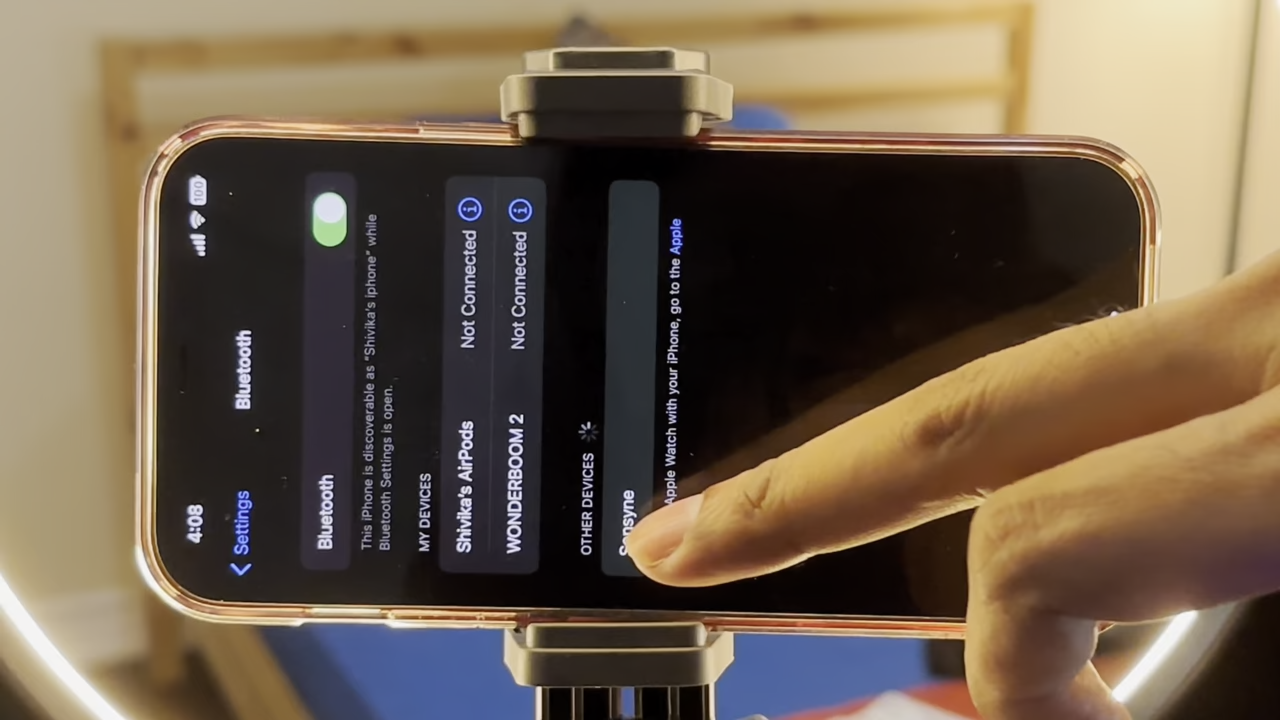 4:08
100
Settings
Bluetooth
Bluetooth
This iPhone is discoverable as "Shivika's iphone" while
Bluetooth Settings is open.
MY DEVICES
Shivika's AirPods Not Connected
WONDERBOOM 2 Not Connected
OTHER DEVICES
Sensyne
Apple Watch with your iPhone, go to the Apple